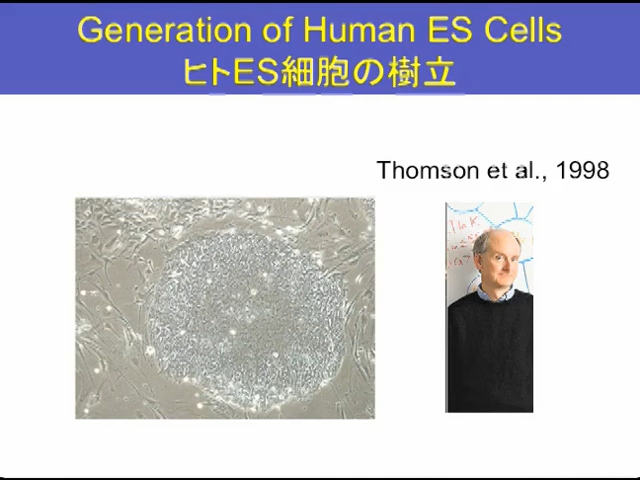 Generation of Human ES Cells
ヒトES細胞の樹立
Thomson et al., 1998